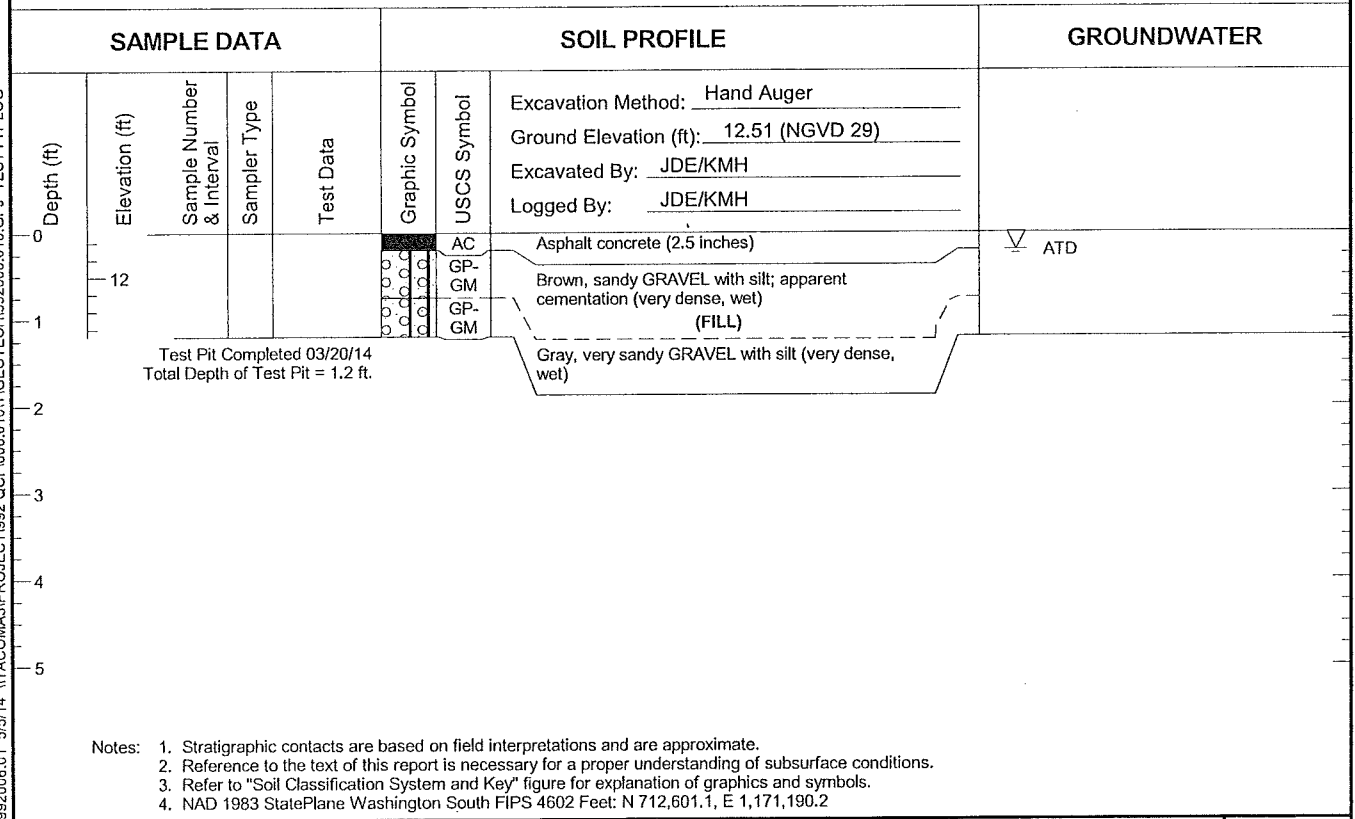 SAMPLE DATA
SOIL PROFILE
GROUNDWATER
Depth (ft)
Elevation (ft)
Sample Number
& Interval
Sampler Type
Test Data
Graphic Symbol
USCS Symbol
Excavation Method: Hand Auger
Ground Elevation (ft): 12.51 (NGVD 29)
Excavated By: JDE/KMH
Logged By: JDE/KMH
0
AC
Asphalt concrete (2.5 inches)
ATD
12
GP-
GM
Brown, sandy GRAVEL with silt; apparent
cementation (very dense, wet)
(FILL)
1
GP-
GM
Gray, very sandy GRAVEL with silt (very dense,
wet)
Test Pit Completed 03/20/14
Total Depth of Test Pit = 1.2 ft.
2
3
4
5
Notes: 1. Stratigraphic contacts are based on field interpretations and are approximate.
2. Reference to the text of this report is necessary for a proper understanding of subsurface conditions.
3. Refer to "Soil Classification System and Key" figure for explanation of graphics and symbols.
4. NAD 1983 StatePlane Washington South FIPS 4602 Feet: N 712,601.1, E 1,171,190.2